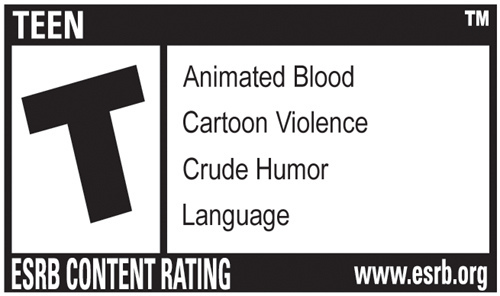 TEEN ™
T
Animated Blood
Cartoon Violence
Crude Humor
Language
ESRB CONTENT RATING www.esrb.org